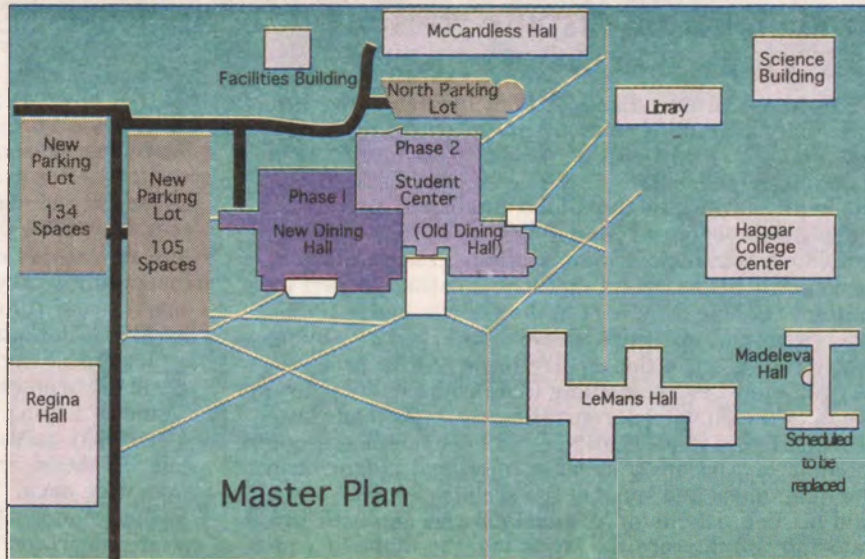 McCandless Hall
Facilities Building
North Parking
Lot
Science
Building
Library
New
Parking
Lot
134
Spaces
New
Parking
Lot
105
Spaces
Phase 2
Student
Center
(Old Dining
Hall)
Phase I
New Dining
Hall
Haggar
College
Center
Regina
Hall
LeMans Hall
Madeleva
Hall
Scheduled
to be
replaced
Master Plan